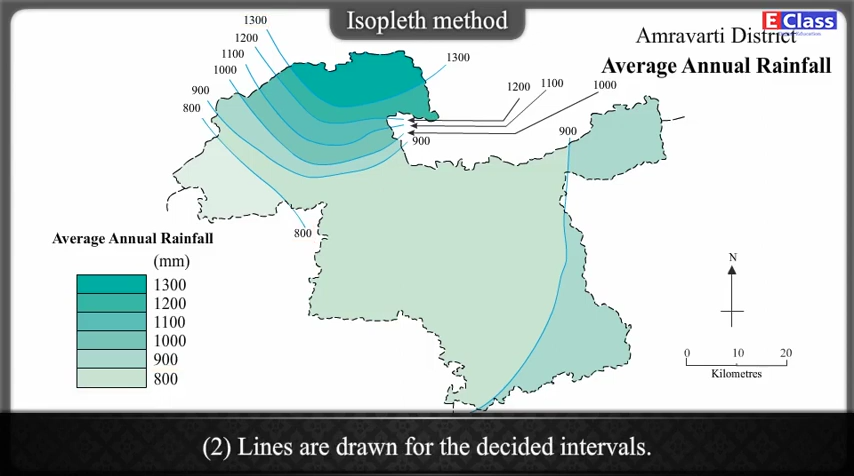 Isopleth method
E Class
Amravarti District
Average Annual Rainfall
1300
1200
1100
1000
900
800
1300
1200
1100
1000
900
900
800
Average Annual Rainfall
(mm)
1300
1200
1100
1000
900
800
N
0 10 20
Kilometres
(2) Lines are drawn for the decided intervals.